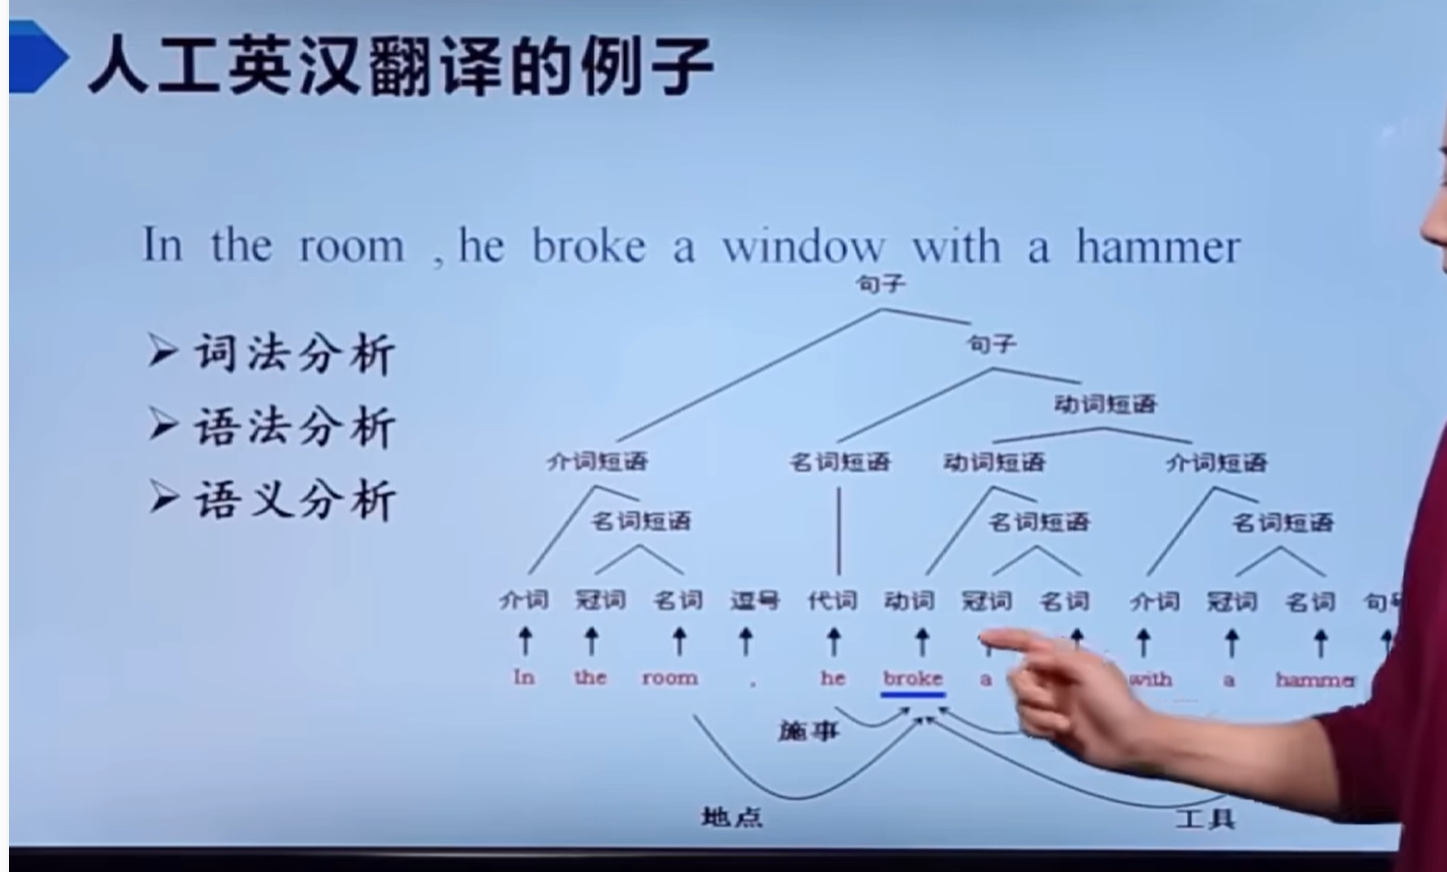 人工英汉翻译的例子
In the room , he broke a window with a hammer
句子
词法分析
句子
动词短语
语法分析
介词短语 名词短语 动词短语 介词短语
语义分析
名词短语 名词短语 名词短语
介词 冠词 名词 逗号 代词 动词 冠词 名词 介词 冠词 名词
In the room , he broke a with a hammer
施事
地点 工具